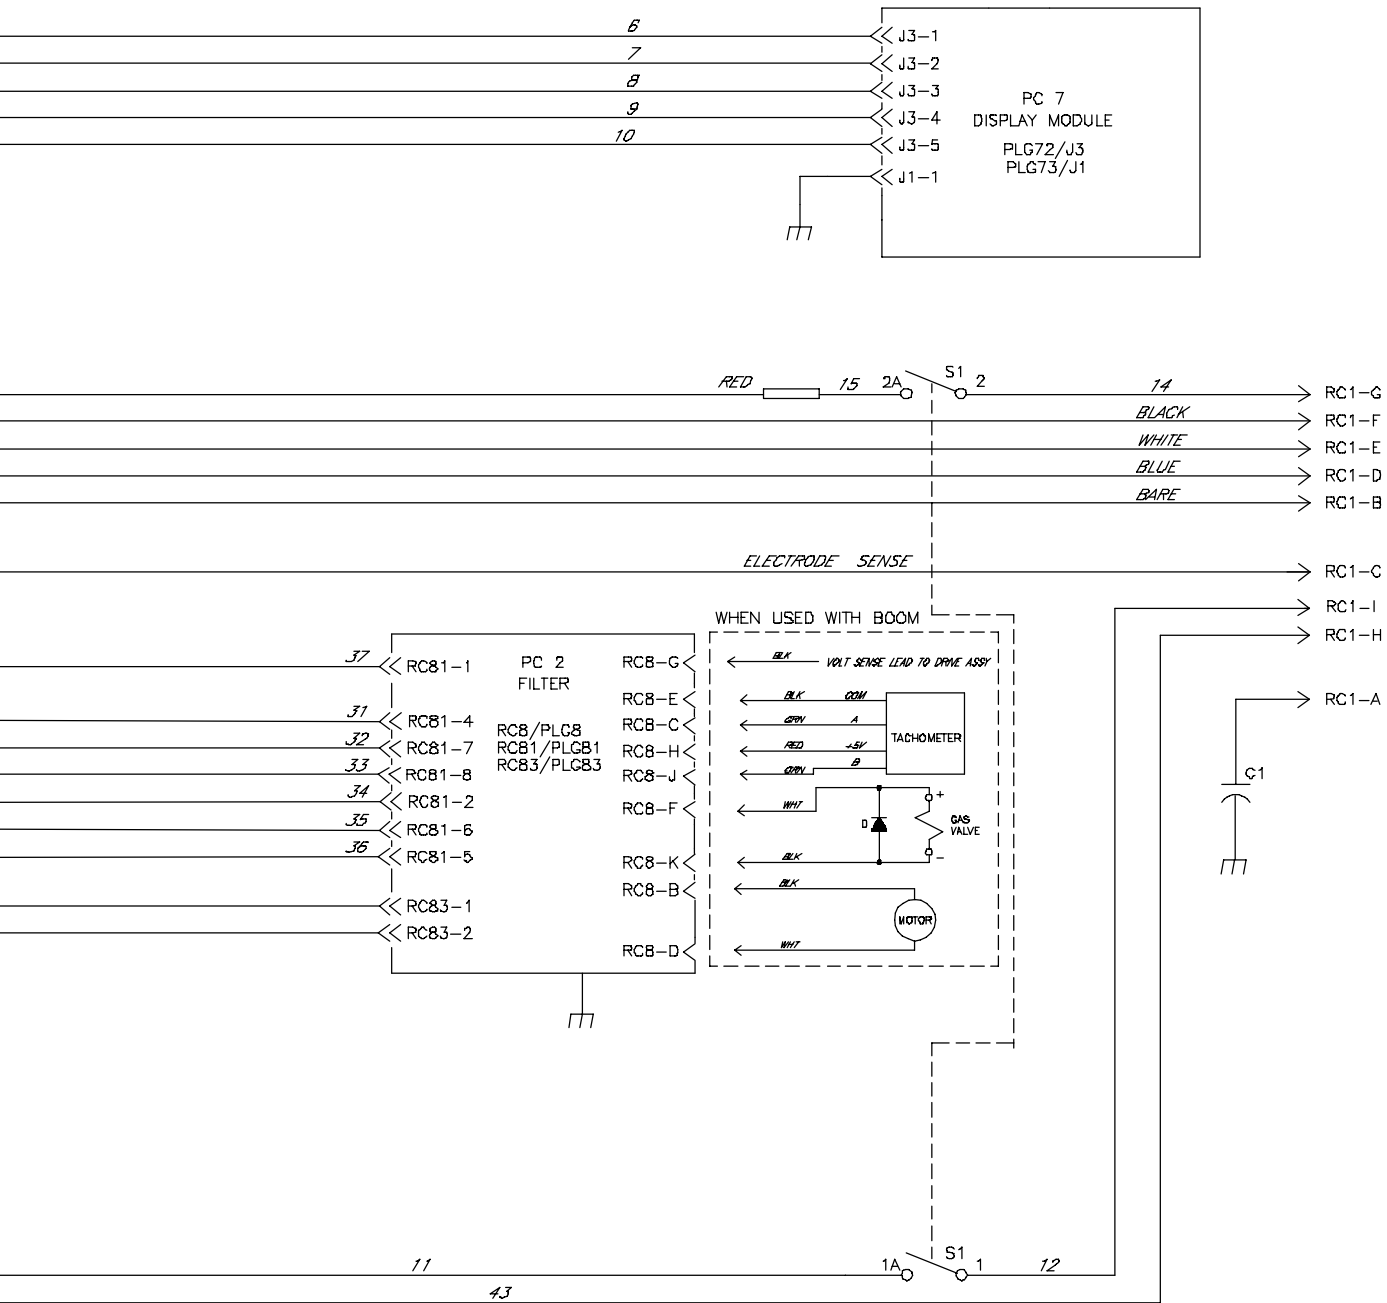 6
7
8
9
10
J3-1
J3-2
J3-3
J3-4
J3-5
J1-1
PC 7
DISPLAY MODULE
PLG72/J3
PLG73/J1
RED
15
2A
S1
2
14
RC1-G
BLACK
RC1-F
WHITE
RC1-E
BLUE
RC1-D
BARE
RC1-B
ELECTRODE SENSE
RC1-C
RC1-I
RC1-H
RC1-A
C1
WHEN USED WITH BOOM
37
RC81-1
31
RC81-4
32
RC81-7
33
RC81-8
34
RC81-2
35
RC81-6
36
RC81-5
RC83-1
RC83-2
PC 2
FILTER
RC8/PLG8
RC81/PLG81
RC83/PLG83
RC8-G
RC8-E
RC8-C
RC8-H
RC8-J
RC8-F
RC8-K
RC8-B
RC8-D
BLK VOLT SENSE LEAD TO DRIVE ASSY
BLK COM
GRN A
RED +5V
ORN B
TACHOMETER
WHT
D
+
GAS
VALVE
-
BLK
BLK
MOTOR
WHT
11
1A
S1
1
12
43